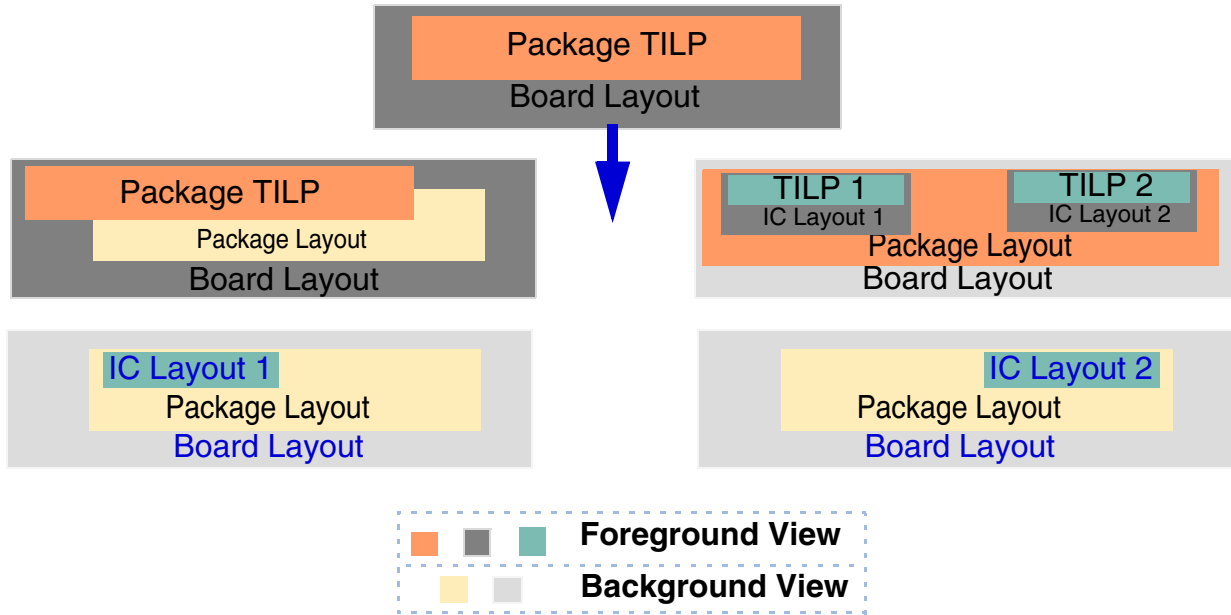 Package TILP
Board Layout
Package TILP
Package Layout
Board Layout
TILP 1
IC Layout 1
TILP 2
IC Layout 2
Package Layout
Board Layout
IC Layout 1
Package Layout
Board Layout
IC Layout 2
Package Layout
Board Layout
Foreground View
Background View